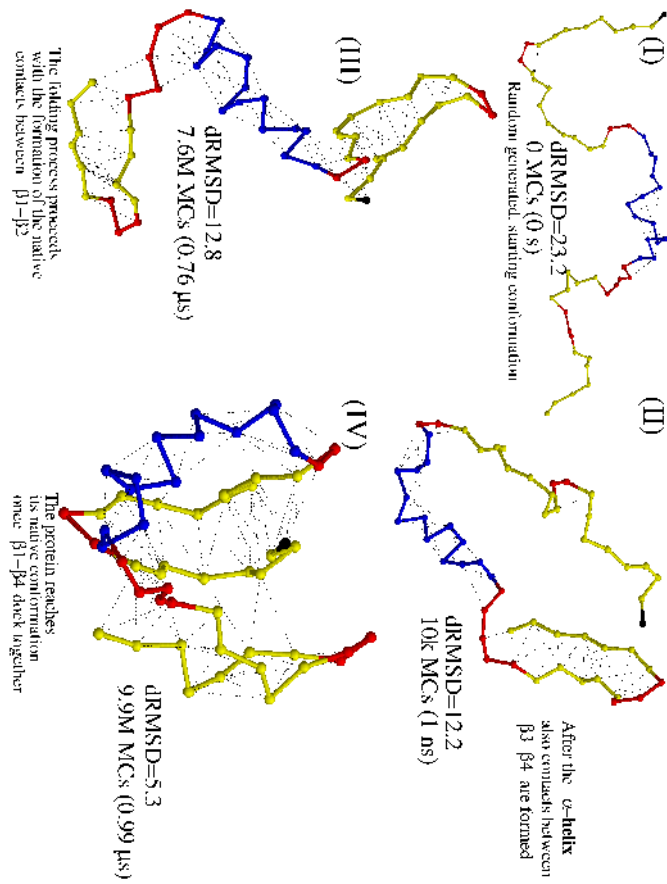 (I)
dRMSD=23.2
0 MCs (0 s)
Random generated, starting conformation
(II)
dRMSD=12.2
10k MCs (1 ns)
After the α-helix
also contacts between
β3 β4 are formed
(III)
dRMSD=12.8
7.6M MCs (0.76 µs)
The folding process proceeds
with the formation of the native
contacts between β1-β2
(IV)
dRMSD=5.3
9.9M MCs (0.99 µs)
The protein reaches
its native conformation
once β1-β4 dock together